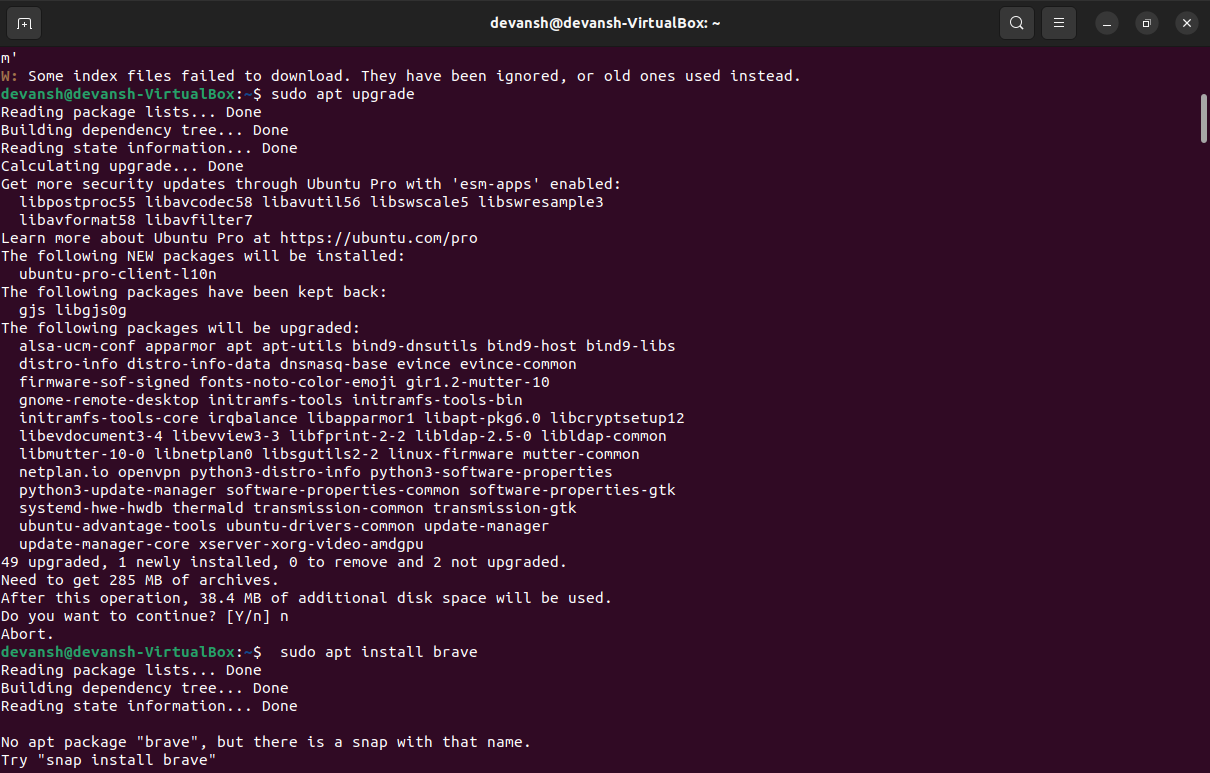 devansh@devansh-VirtualBox: ~
m'
W: Some index files failed to download. They have been ignored, or old ones used instead.
devansh@devansh-VirtualBox:~$ sudo apt upgrade
Reading package lists... Done
Building dependency tree... Done
Reading state information... Done
Calculating upgrade... Done
Get more security updates through Ubuntu Pro with 'esm-apps' enabled:
  libpostproc55 libavcodec58 libavutil56 libswscale5 libswresample3
  libavformat58 libavfilter7
Learn more about Ubuntu Pro at https://ubuntu.com/pro
The following NEW packages will be installed:
  ubuntu-pro-client-l10n
The following packages have been kept back:
  gjs libgjs0g
The following packages will be upgraded:
  alsa-ucm-conf apparmor apt apt-utils bind9-dnsutils bind9-host bind9-libs
  distro-info distro-info-data dnsmasq-base evince evince-common
  firmware-sof-signed fonts-noto-color-emoji gir1.2-mutter-10
  gnome-remote-desktop initramfs-tools initramfs-tools-bin
  initramfs-tools-core irqbalance libapparmor1 libapt-pkg6.0 libcryptsetup12
  libevdocument3-4 libevview3-3 libfprint-2-2 libldap-2.5-0 libldap-common
  libmutter-10-0 libnetplan0 libsgutils2-2 linux-firmware mutter-common
  netplan.io openvpn python3-distro-info python3-software-properties
  python3-update-manager software-properties-common software-properties-gtk
  systemd-hwe-hwdb thermald transmission-common transmission-gtk
  ubuntu-advantage-tools ubuntu-drivers-common update-manager
  update-manager-core xserver-xorg-video-amdgpu
49 upgraded, 1 newly installed, 0 to remove and 2 not upgraded.
Need to get 285 MB of archives.
After this operation, 38.4 MB of additional disk space will be used.
Do you want to continue? [Y/n] n
Abort.
devansh@devansh-VirtualBox:~$  sudo apt install brave
Reading package lists... Done
Building dependency tree... Done
Reading state information... Done

No apt package "brave", but there is a snap with that name.
Try "snap install brave"